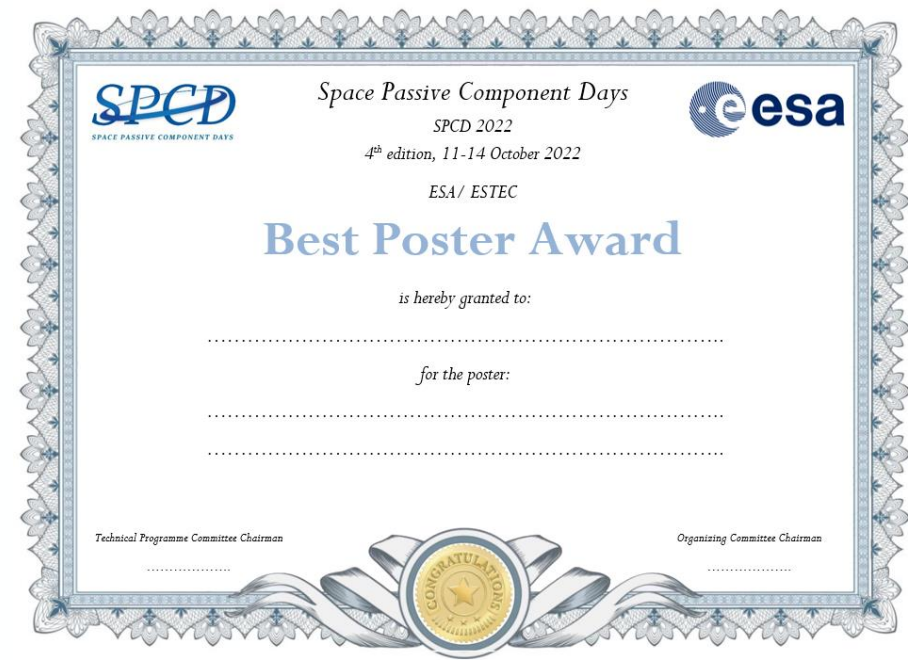 SPCD
SPACE PASSIVE COMPONENT DAYS
esa
Space Passive Component Days
SPCD 2022
4th edition, 11-14 October 2022
ESA/ ESTEC
Best Poster Award
is hereby granted to:
……………………………………………………………………..
for the poster:
……………………………………………………………………..
……………………………………………………………………..
Technical Programme Committee Chairman
………………
Organizing Committee Chairman
………………
CONGRATULATIONS